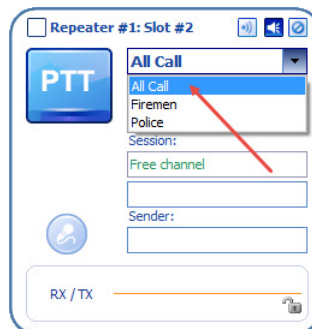 Repeater #1: Slot #2
PTT
All Call
All Call
Firemen
Police
Session:
Free channel
Sender:
RX / TX